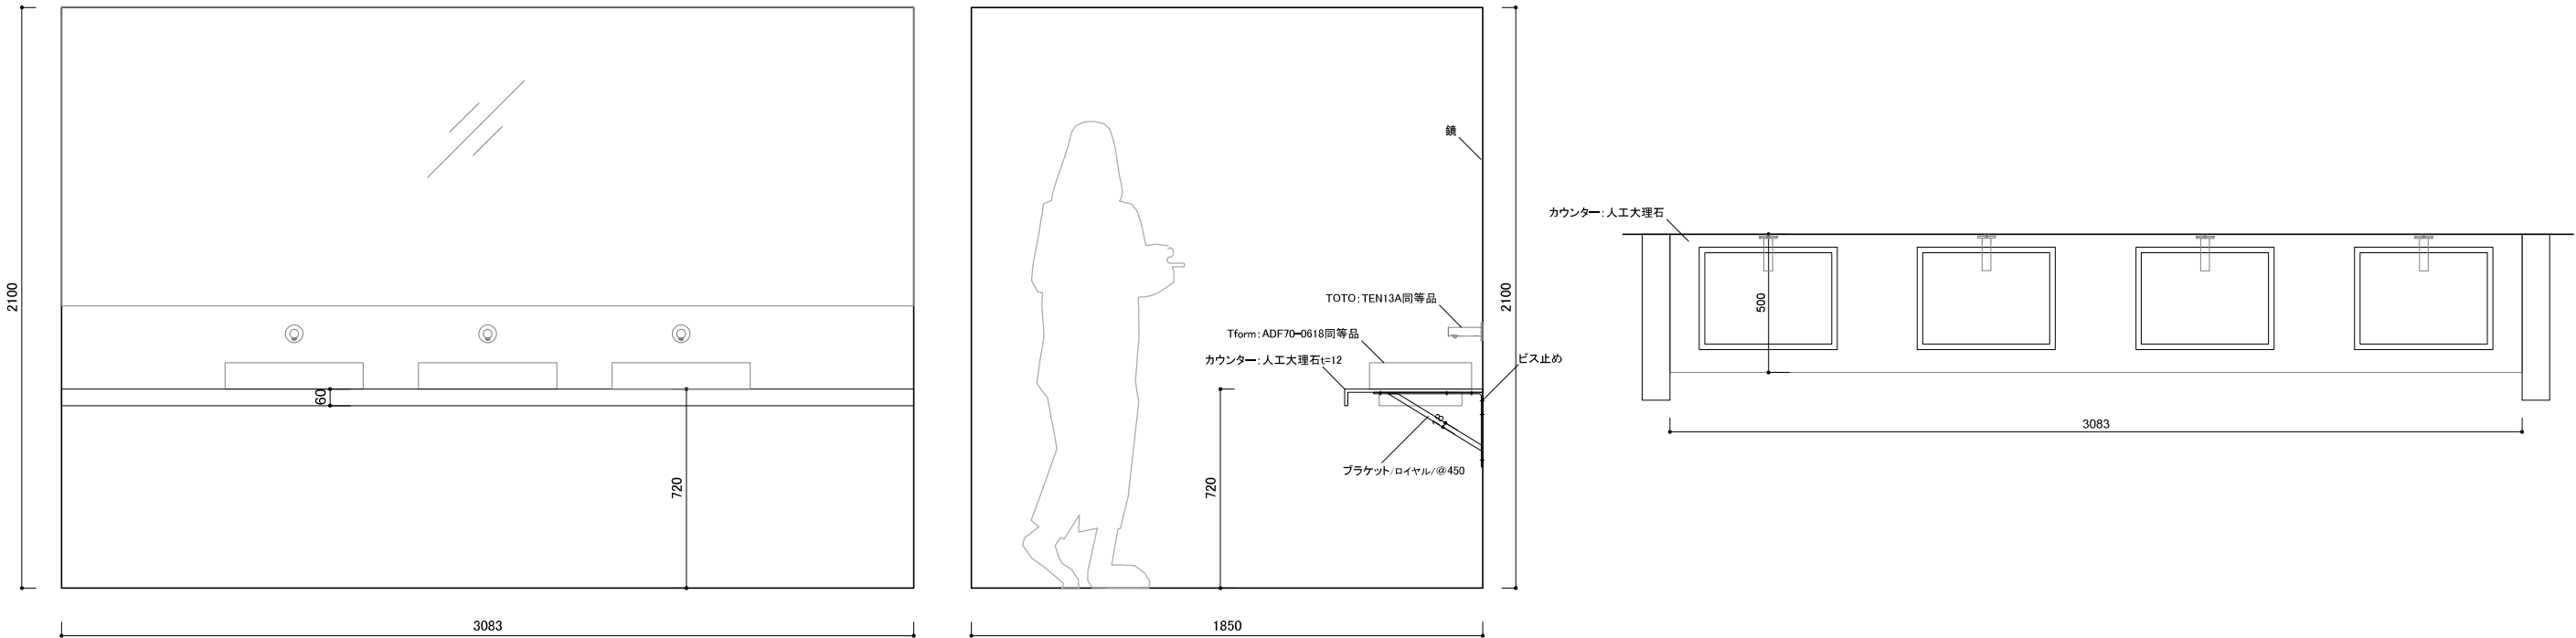 2100
60
720
3083
鏡
TOTO：TEN13A同等品
Tform：ADF70-0618同等品
カウンター：人工大理石t=12
ビス止め
18
ブラケット/ロイヤル/@450
720
2100
1850
カウンター：人工大理石
500
3083